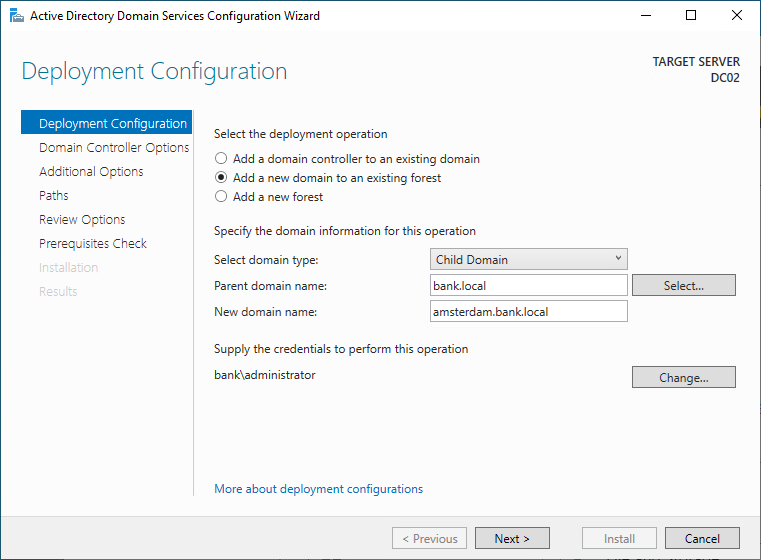 Active Directory Domain Services Configuration Wizard
Deployment Configuration
TARGET SERVER
DC02
Deployment Configuration
Domain Controller Options
Additional Options
Paths
Review Options
Prerequisites Check
Installation
Results
Select the deployment operation
Add a domain controller to an existing domain
Add a new domain to an existing forest
Add a new forest
Specify the domain information for this operation
Select domain type: Child Domain
Parent domain name: bank.local Select...
New domain name: amsterdam.bank.local
Supply the credentials to perform this operation
bank\administrator Change...
More about deployment configurations
< Previous Next > Install Cancel